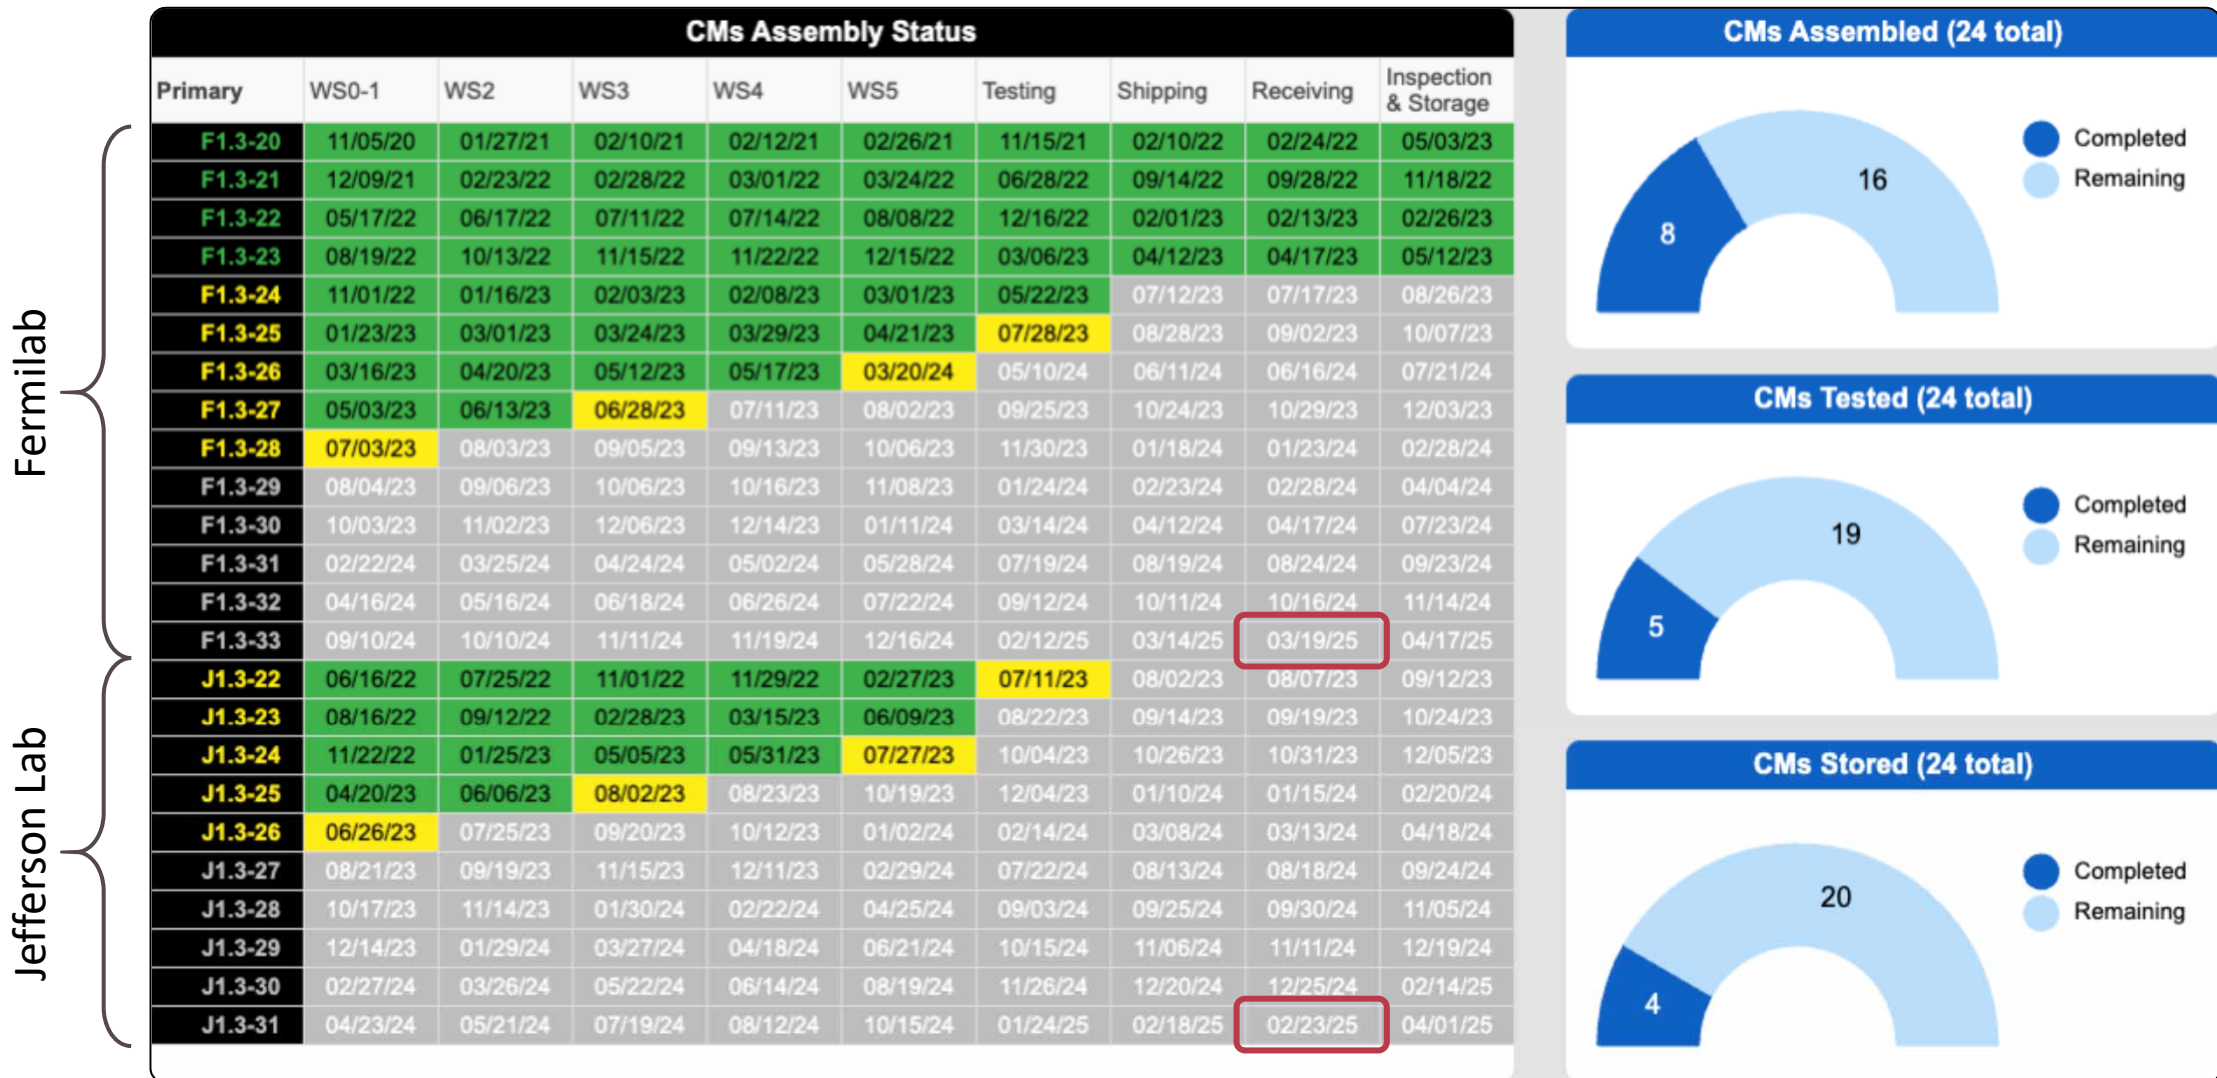 CMs Assembly Status
Primary WS0-1 WS2 WS3 WS4 WS5 Testing Shipping Receiving Inspection & Storage
Fermilab
F1.3-20 11/05/20 01/27/21 02/10/21 02/12/21 02/26/21 11/15/21 02/10/22 02/24/22 05/03/23
F1.3-21 12/09/21 02/23/22 02/28/22 03/01/22 03/24/22 06/28/22 09/14/22 09/28/22 11/18/22
F1.3-22 05/17/22 06/17/22 07/11/22 07/14/22 08/08/22 12/16/22 02/01/23 02/13/23 02/26/23
F1.3-23 08/19/22 10/13/22 11/15/22 11/22/22 12/15/22 03/06/23 04/12/23 04/17/23 05/12/23
F1.3-24 11/01/22 01/16/23 02/03/23 02/08/23 03/01/23 05/22/23 07/12/23 07/17/23 08/26/23
F1.3-25 01/23/23 03/01/23 03/24/23 03/29/23 04/21/23 07/28/23 08/28/23 09/02/23 10/07/23
F1.3-26 03/16/23 04/20/23 05/12/23 05/17/23 03/20/24 05/10/24 06/11/24 06/16/24 07/21/24
F1.3-27 05/03/23 06/13/23 06/28/23 07/11/23 08/02/23 09/25/23 10/24/23 10/29/23 12/03/23
F1.3-28 07/03/23 08/03/23 09/05/23 09/13/23 10/06/23 11/30/23 01/18/24 01/23/24 02/28/24
F1.3-29 08/04/23 09/06/23 10/06/23 10/16/23 11/08/23 01/24/24 02/23/24 02/28/24 04/04/24
F1.3-30 10/03/23 11/02/23 12/06/23 12/14/23 01/11/24 03/14/24 04/12/24 04/17/24 07/23/24
F1.3-31 02/22/24 03/25/24 04/24/24 05/02/24 05/28/24 07/19/24 08/19/24 08/24/24 09/23/24
F1.3-32 04/16/24 05/16/24 06/18/24 06/26/24 07/22/24 09/12/24 10/11/24 10/16/24 11/14/24
F1.3-33 09/10/24 10/10/24 11/11/24 11/19/24 12/16/24 02/12/25 03/14/25 03/19/25 04/17/25
Jefferson Lab
J1.3-22 06/16/22 07/25/22 11/01/22 11/29/22 02/27/23 07/11/23 08/02/23 08/07/23 09/12/23
J1.3-23 08/16/22 09/12/22 02/28/23 03/15/23 06/09/23 08/22/23 09/14/23 09/19/23 10/24/23
J1.3-24 11/22/22 01/25/23 05/05/23 05/31/23 07/27/23 10/04/23 10/26/23 10/31/23 12/05/23
J1.3-25 04/20/23 06/06/23 08/02/23 08/23/23 10/19/23 12/04/23 01/10/24 01/15/24 02/20/24
J1.3-26 06/26/23 07/25/23 09/20/23 10/12/23 01/02/24 02/14/24 03/08/24 03/13/24 04/18/24
J1.3-27 08/21/23 09/19/23 11/15/23 12/11/23 02/29/24 07/22/24 08/13/24 08/18/24 09/24/24
J1.3-28 10/17/23 11/14/23 01/30/24 02/22/24 04/25/24 09/03/24 09/25/24 09/30/24 11/05/24
J1.3-29 12/14/23 01/29/24 03/27/24 04/18/24 06/21/24 10/15/24 11/06/24 11/11/24 12/19/24
J1.3-30 02/27/24 03/26/24 05/22/24 06/14/24 08/19/24 11/26/24 12/20/24 12/25/24 02/14/25
J1.3-31 04/23/24 05/21/24 07/19/24 08/12/24 10/15/24 01/24/25 02/18/25 02/23/25 04/01/25
CMs Assembled (24 total)
8
16
Completed
Remaining
CMs Tested (24 total)
5
19
Completed
Remaining
CMs Stored (24 total)
4
20
Completed
Remaining